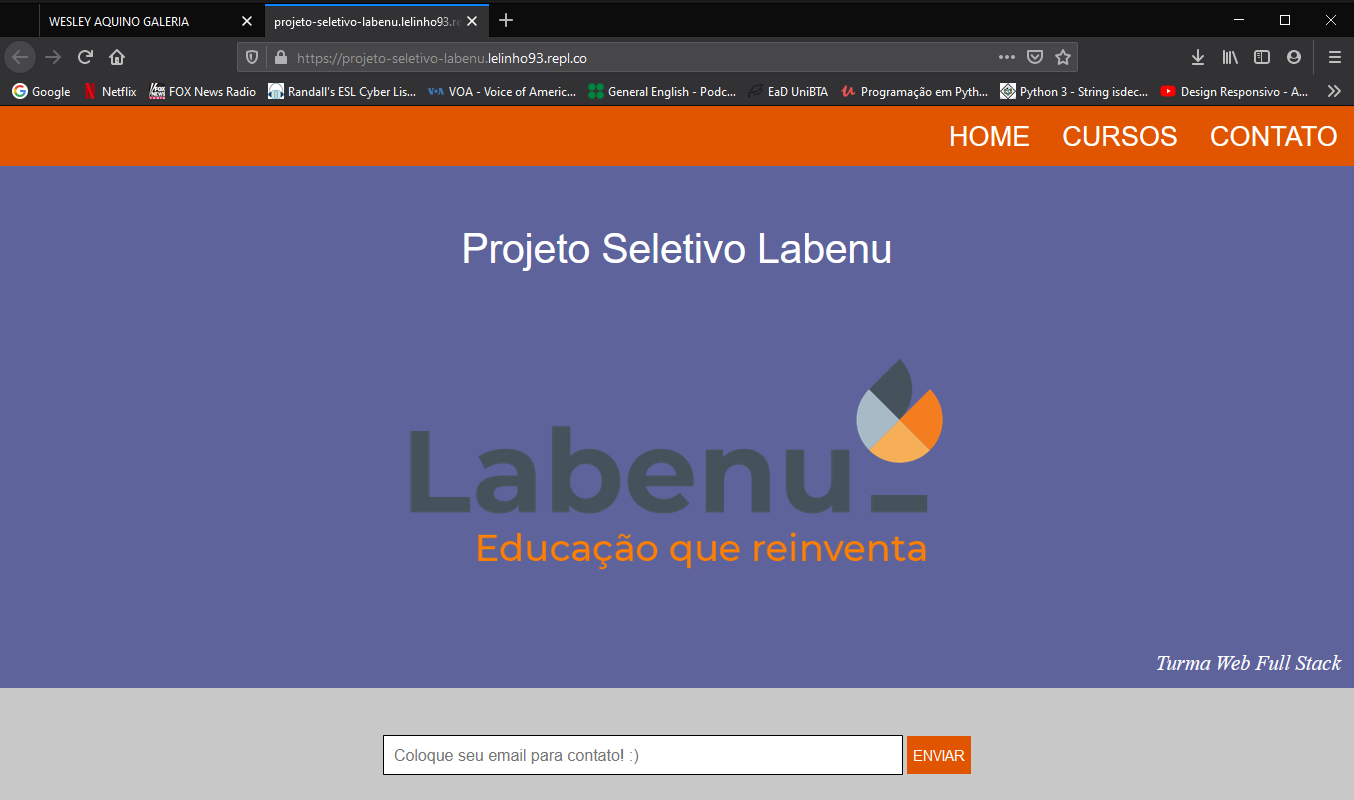 WESLEY AQUINO GALERIA
projeto-seletivo-labenu.lelinho93.re
https://projeto-seletivo-labenu.lelinho93.repl.co
Google Netflix FOX News Radio Randall's ESL Cyber Lis... VOA - Voice of Americ... General English - Podc... EaD UniBTA Programação em Pyth... Python 3 - String isdec... Design Responsivo - A...
HOME CURSOS CONTATO
Projeto Seletivo Labenu
Labenu_
Educação que reinventa
Turma Web Full Stack
Coloque seu email para contato! :) ENVIAR